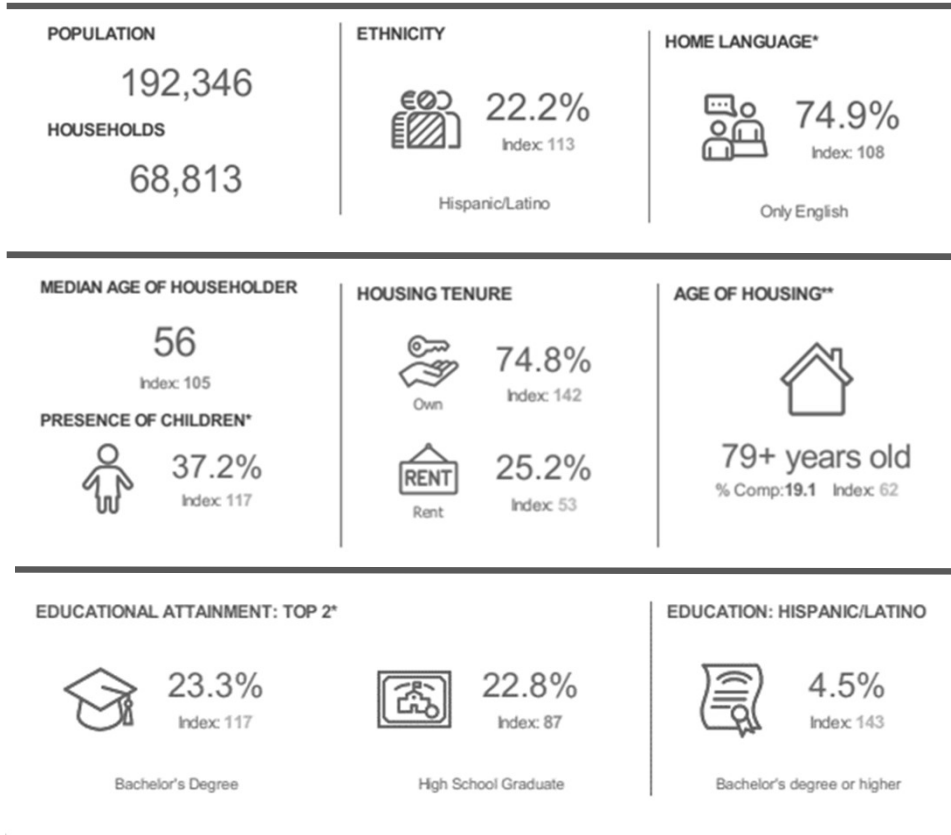 POPULATION
192,346
HOUSEHOLDS
68,813
ETHNICITY
22.2%
Index: 113
Hispanic/Latino
HOME LANGUAGE*
74.9%
Index: 108
Only English
MEDIAN AGE OF HOUSEHOLDER
56
Index: 105
PRESENCE OF CHILDREN*
37.2%
Index: 117
HOUSING TENURE
74.8%
Index: 142
Own
RENT
25.2%
Index: 53
Rent
AGE OF HOUSING**
79+ years old
% Comp:19.1 Index: 62
EDUCATIONAL ATTAINMENT: TOP 2*
23.3%
Index: 117
Bachelor's Degree
22.8%
Index: 87
High School Graduate
EDUCATION: HISPANIC/LATINO
4.5%
Index: 143
Bachelor's degree or higher